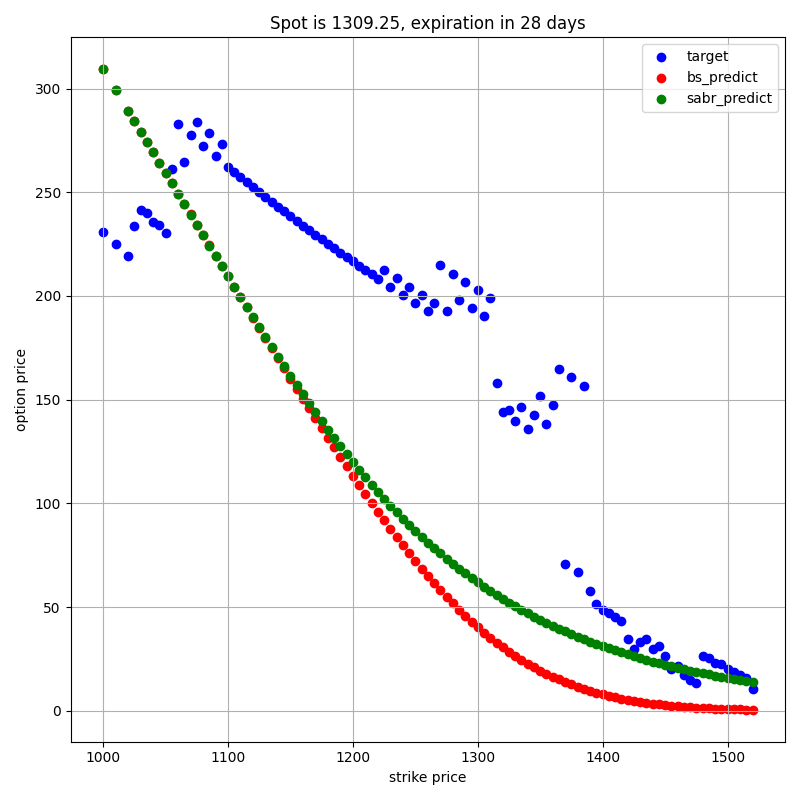 Spot is 1309.25, expiration in 28 days
target
bs_predict
sabr_predict
option price
300
250
200
150
100
50
0
1000 1100 1200 1300 1400 1500
strike price